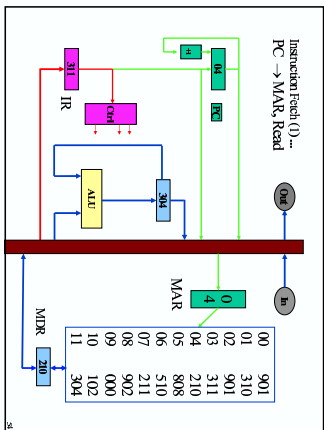 Instruction Fetch (1)...
PC → MAR, Read
Out
In
+
04
PC
0
4
MAR
00 901
01 310
02 901
03 311
04 210
05 808
06 510
07 211
08 902
09 000
10 102
11 304
304
ALU
Ctrl
311
IR
MDR
210